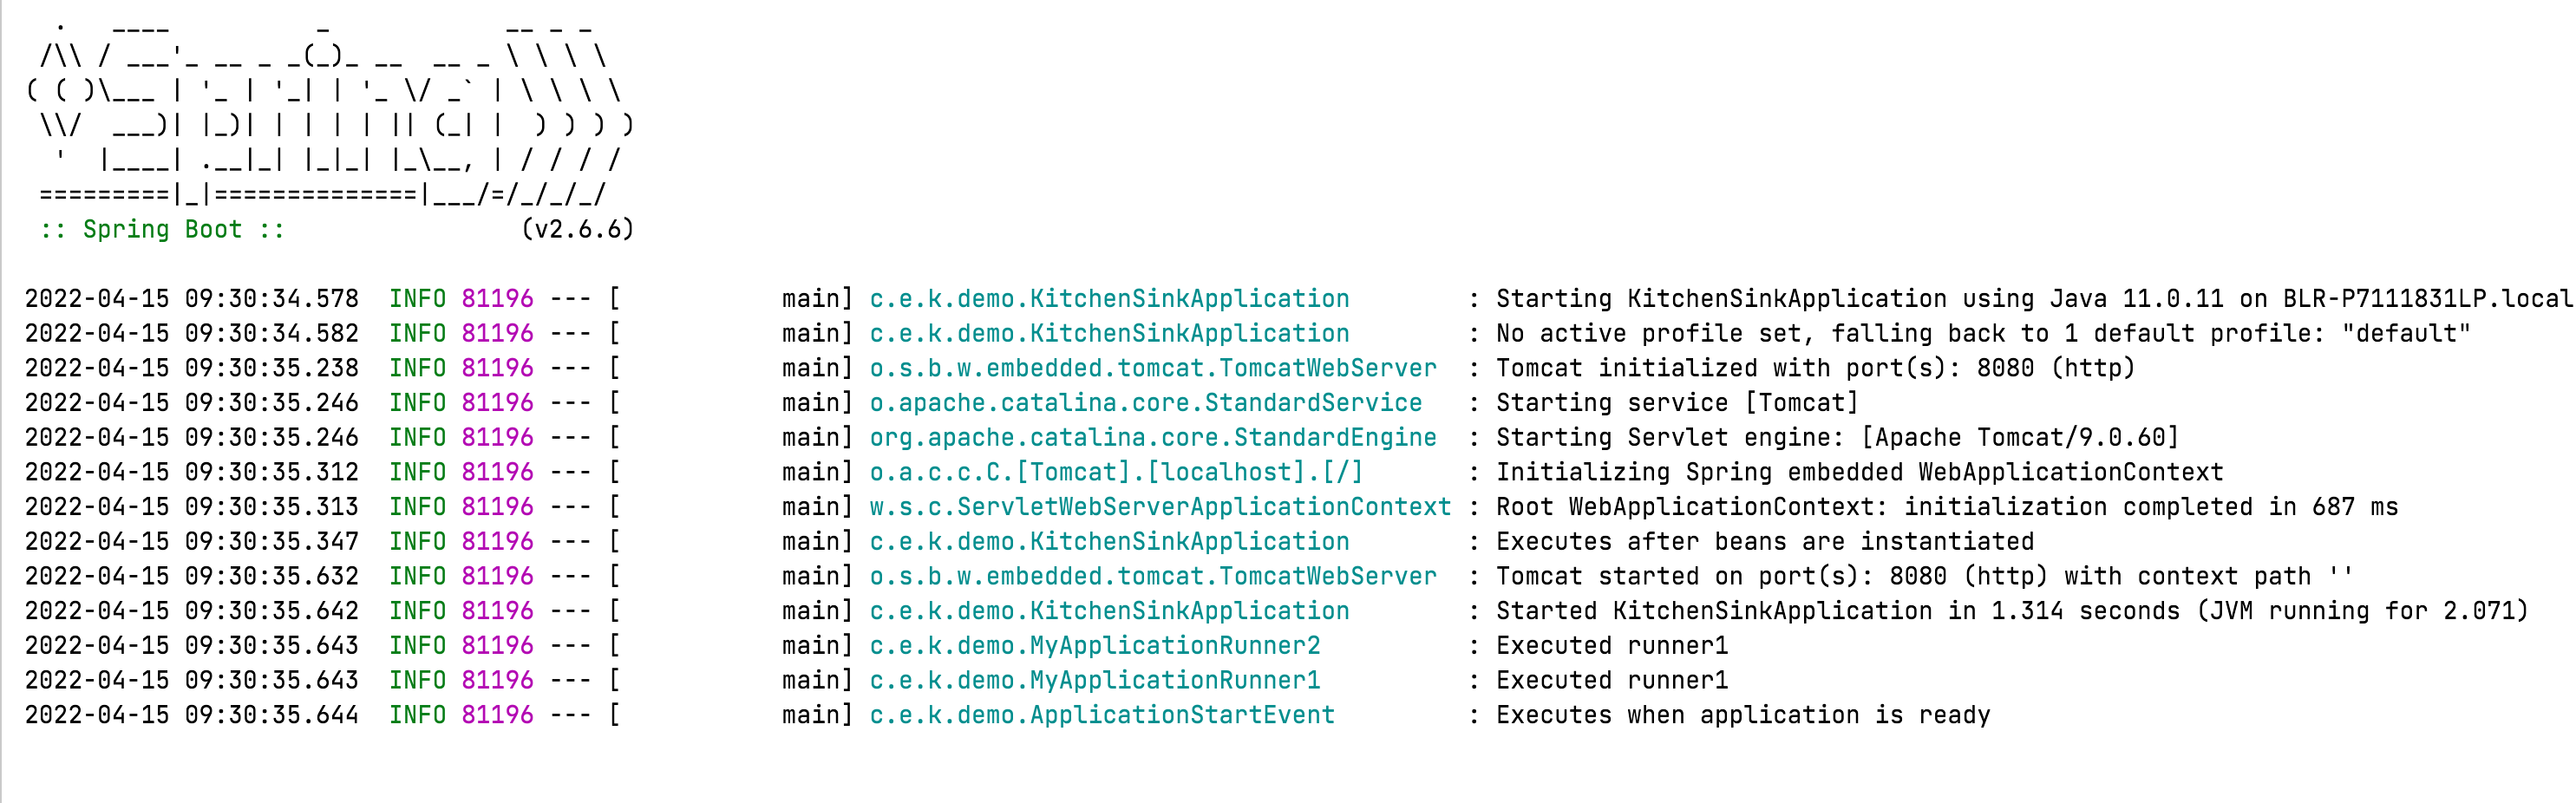 .   ____          _            __ _ _
 /\\ / ___'_ __ _ _(_)_ __  __ _ \ \ \ \
( ( )\___ | '_ | '_| | '_ \/ _` | \ \ \ \
 \\/  ___)| |_)| | | | | || (_| |  ) ) ) )
  '  |____| .__|_| |_|_| |_\__, | / / / /
 =========|_|==============|___/=/_/_/_/
 :: Spring Boot ::                (v2.6.6)
2022-04-15 09:30:34.578  INFO 81196 --- [           main] c.e.k.demo.KitchenSinkApplication        : Starting KitchenSinkApplication using Java 11.0.11 on BLR-P7111831LP.local
2022-04-15 09:30:34.582  INFO 81196 --- [           main] c.e.k.demo.KitchenSinkApplication        : No active profile set, falling back to 1 default profile: "default"
2022-04-15 09:30:35.238  INFO 81196 --- [           main] o.s.b.w.embedded.tomcat.TomcatWebServer  : Tomcat initialized with port(s): 8080 (http)
2022-04-15 09:30:35.246  INFO 81196 --- [           main] o.apache.catalina.core.StandardService   : Starting service [Tomcat]
2022-04-15 09:30:35.246  INFO 81196 --- [           main] org.apache.catalina.core.StandardEngine  : Starting Servlet engine: [Apache Tomcat/9.0.60]
2022-04-15 09:30:35.312  INFO 81196 --- [           main] o.a.c.c.C.[Tomcat].[localhost].[/]       : Initializing Spring embedded WebApplicationContext
2022-04-15 09:30:35.313  INFO 81196 --- [           main] w.s.c.ServletWebServerApplicationContext : Root WebApplicationContext: initialization completed in 687 ms
2022-04-15 09:30:35.347  INFO 81196 --- [           main] c.e.k.demo.KitchenSinkApplication        : Executes after beans are instantiated
2022-04-15 09:30:35.632  INFO 81196 --- [           main] o.s.b.w.embedded.tomcat.TomcatWebServer  : Tomcat started on port(s): 8080 (http) with context path ''
2022-04-15 09:30:35.642  INFO 81196 --- [           main] c.e.k.demo.KitchenSinkApplication        : Started KitchenSinkApplication in 1.314 seconds (JVM running for 2.071)
2022-04-15 09:30:35.643  INFO 81196 --- [           main] c.e.k.demo.MyApplicationRunner2          : Executed runner1
2022-04-15 09:30:35.643  INFO 81196 --- [           main] c.e.k.demo.MyApplicationRunner1          : Executed runner1
2022-04-15 09:30:35.644  INFO 81196 --- [           main] c.e.k.demo.ApplicationStartEvent         : Executes when application is ready